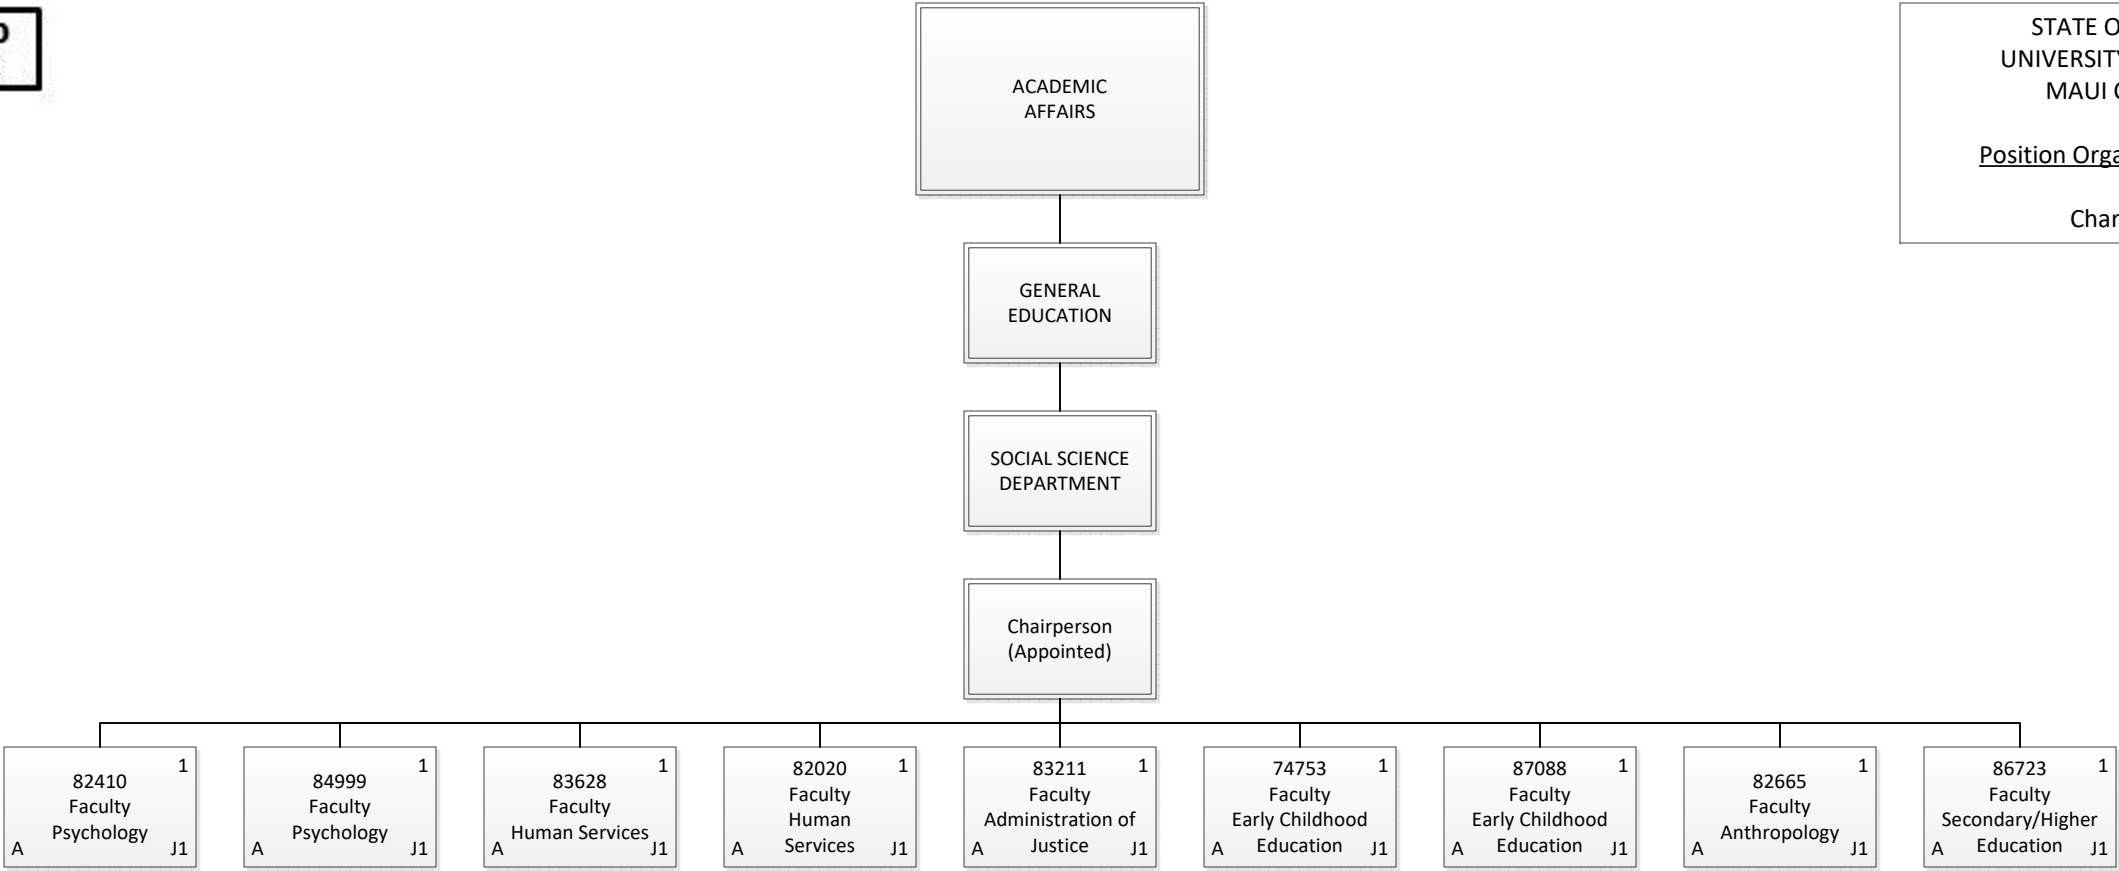 ACADEMIC
AFFAIRS
STATE O
UNIVERSITY
MAUI
Position Orga
Char
GENERAL
EDUCATION
SOCIAL SCIENCE
DEPARTMENT
Chairperson
(Appointed)
1
82410
Faculty
Psychology
A J1
1
84999
Faculty
Psychology
A J1
1
83628
Faculty
Human Services
A J1
82020 1
Faculty
Human
Services
A J1
83211 1
Faculty
Administration of
Justice
A J1
74753 1
Faculty
Early Childhood
Education
A J1
87088 1
Faculty
Early Childhood
Education
A J1
1
82665
Faculty
Anthropology
A J1
86723 1
Faculty
Secondary/Higher
Education
A J1